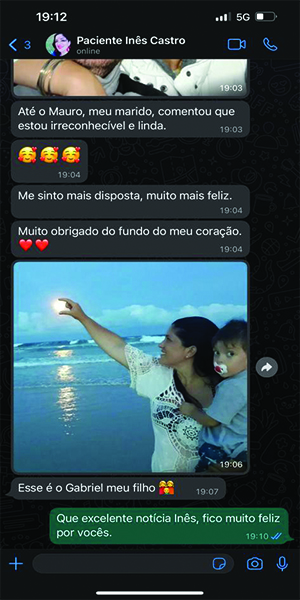 19:12
5G
3
Paciente Inês Castro
online
19:03
Até o Mauro, meu marido, comentou que
estou irreconhecível e linda.
19:03
🥰 🥰 🥰
19:04
Me sinto mais disposta, muito mais feliz.
19:04
Muito obrigado do fundo do meu coração.
❤️❤️
19:04
19:06
Esse é o Gabriel meu filho
19:07
Que excelente notícia Inês, fico muito feliz
por vocês.
19:10